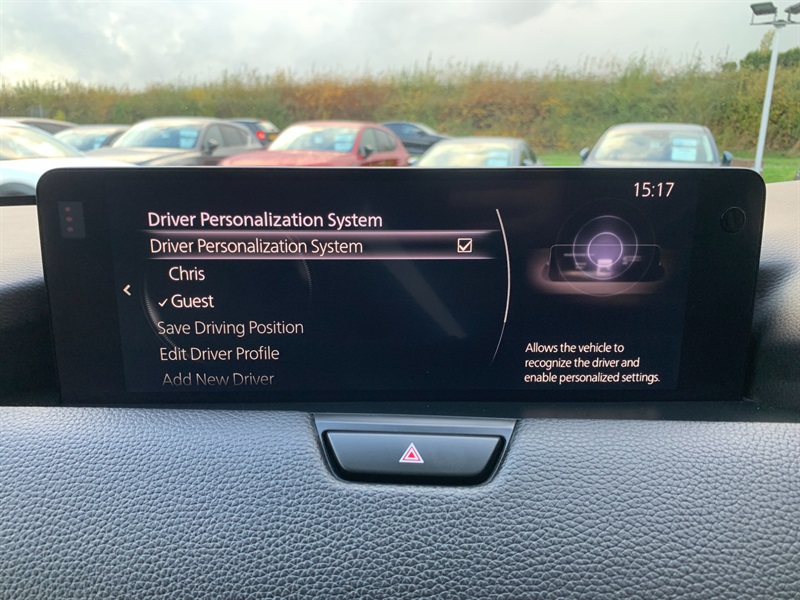 15:17
Driver Personalization System
Driver Personalization System
Chris
Guest
Save Driving Position
Edit Driver Profile
Add New Driver
Allows the vehicle to
recognize the driver and
enable personalized settings.